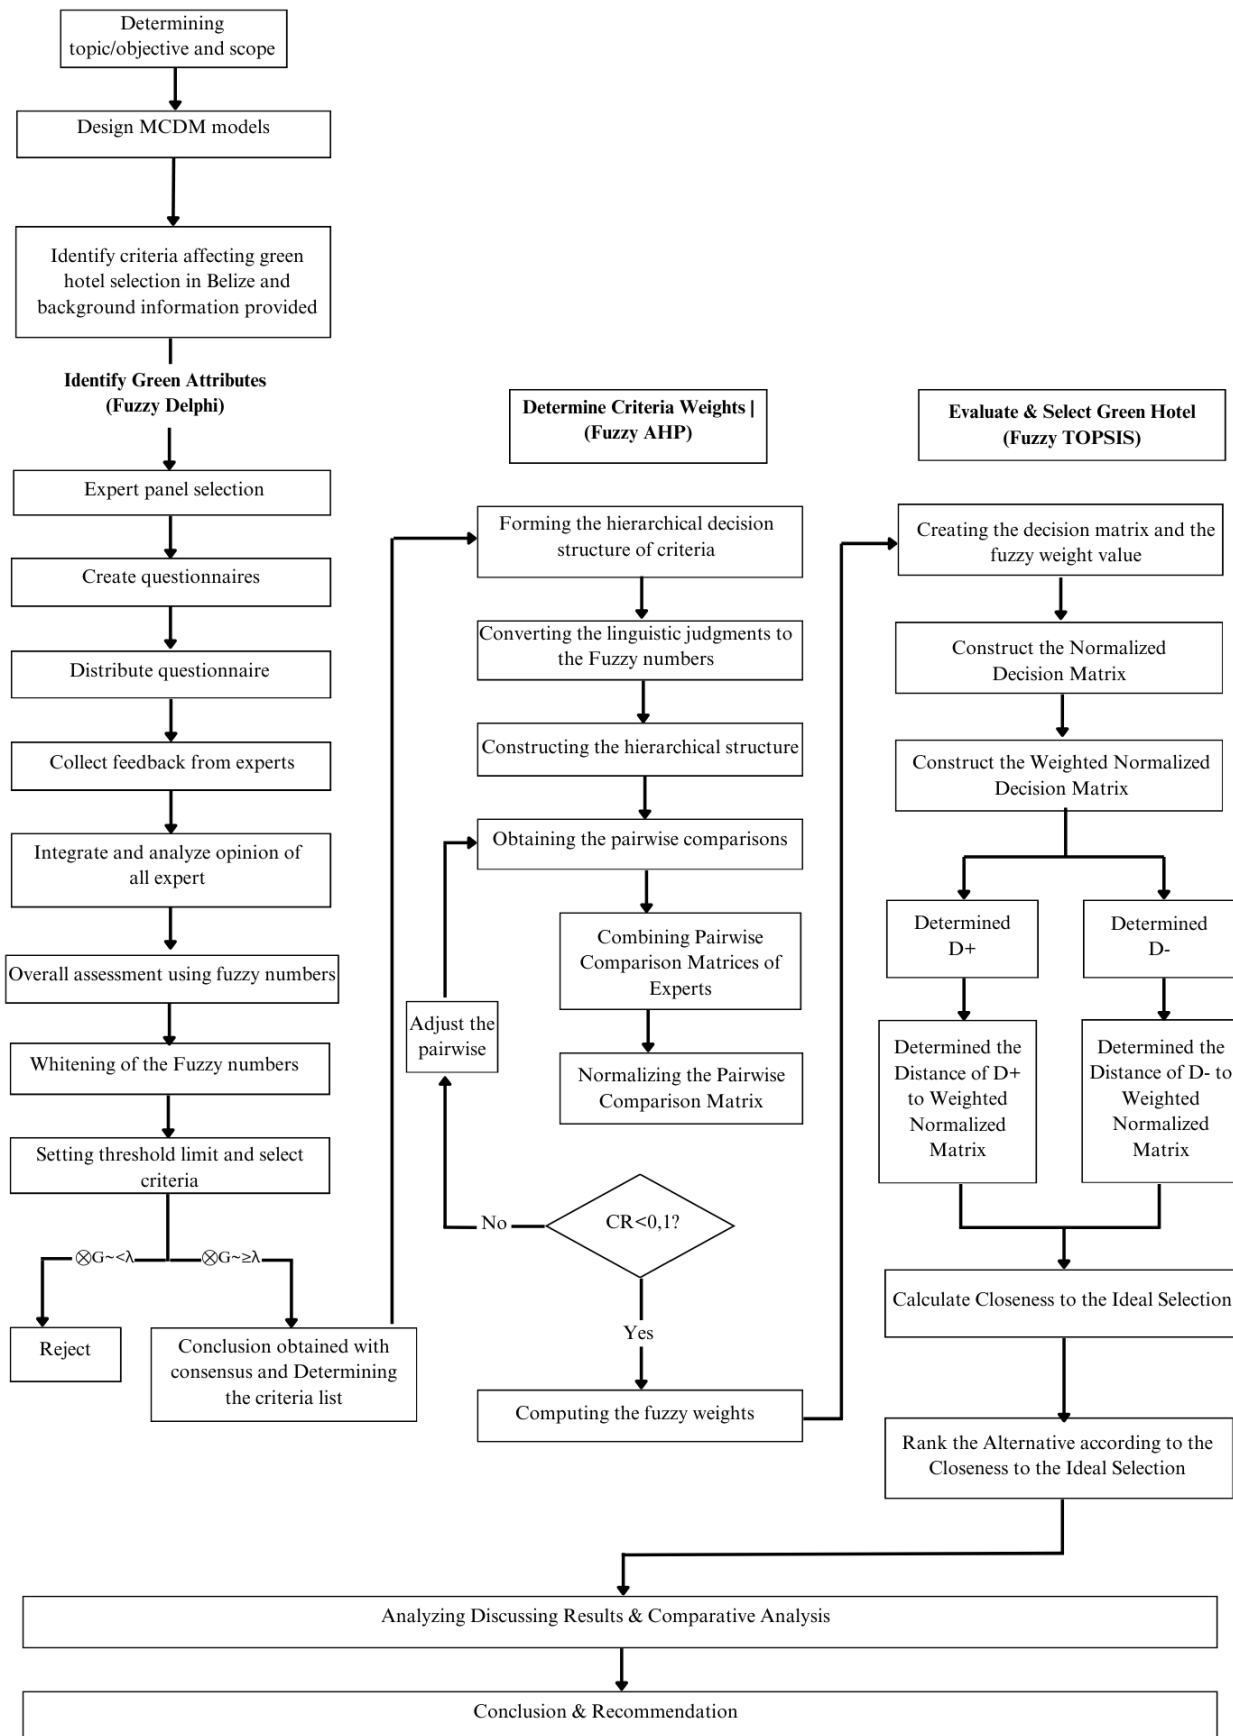 Determining
topic/objective and scope
Design MCDM models
Identify criteria affecting green
hotel selection in Belize and
background information provided
Identify Green Attributes
(Fuzzy Delphi)
Expert panel selection
Create questionnaires
Distribute questionnaire
Collect feedback from experts
Integrate and analyze opinion of
all expert
Overall assessment using fuzzy numbers
Whitening of the Fuzzy numbers
Setting threshold limit and select
criteria
⊗G~<λ
⊗G~≥λ
Reject
Conclusion obtained with
consensus and Determining
the criteria list
Determine Criteria Weights |
(Fuzzy AHP)
Forming the hierarchical decision
structure of criteria
Converting the linguistic judgments to
the Fuzzy numbers
Constructing the hierarchical structure
Obtaining the pairwise comparisons
Combining Pairwise
Comparison Matrices of
Experts
Adjust the
pairwise
Normalizing the Pairwise
Comparison Matrix
CR<0,1?
No
Yes
Computing the fuzzy weights
Evaluate & Select Green Hotel
(Fuzzy TOPSIS)
Creating the decision matrix and the
fuzzy weight value
Construct the Normalized
Decision Matrix
Construct the Weighted Normalized
Decision Matrix
Determined
D+
Determined
D-
Determined the
Distance of D+
to Weighted
Normalized
Matrix
Determined the
Distance of D- to
Weighted
Normalized
Matrix
Calculate Closeness to the Ideal Selection
Rank the Alternative according to the
Closeness to the Ideal Selection
Analyzing Discussing Results & Comparative Analysis
Conclusion & Recommendation